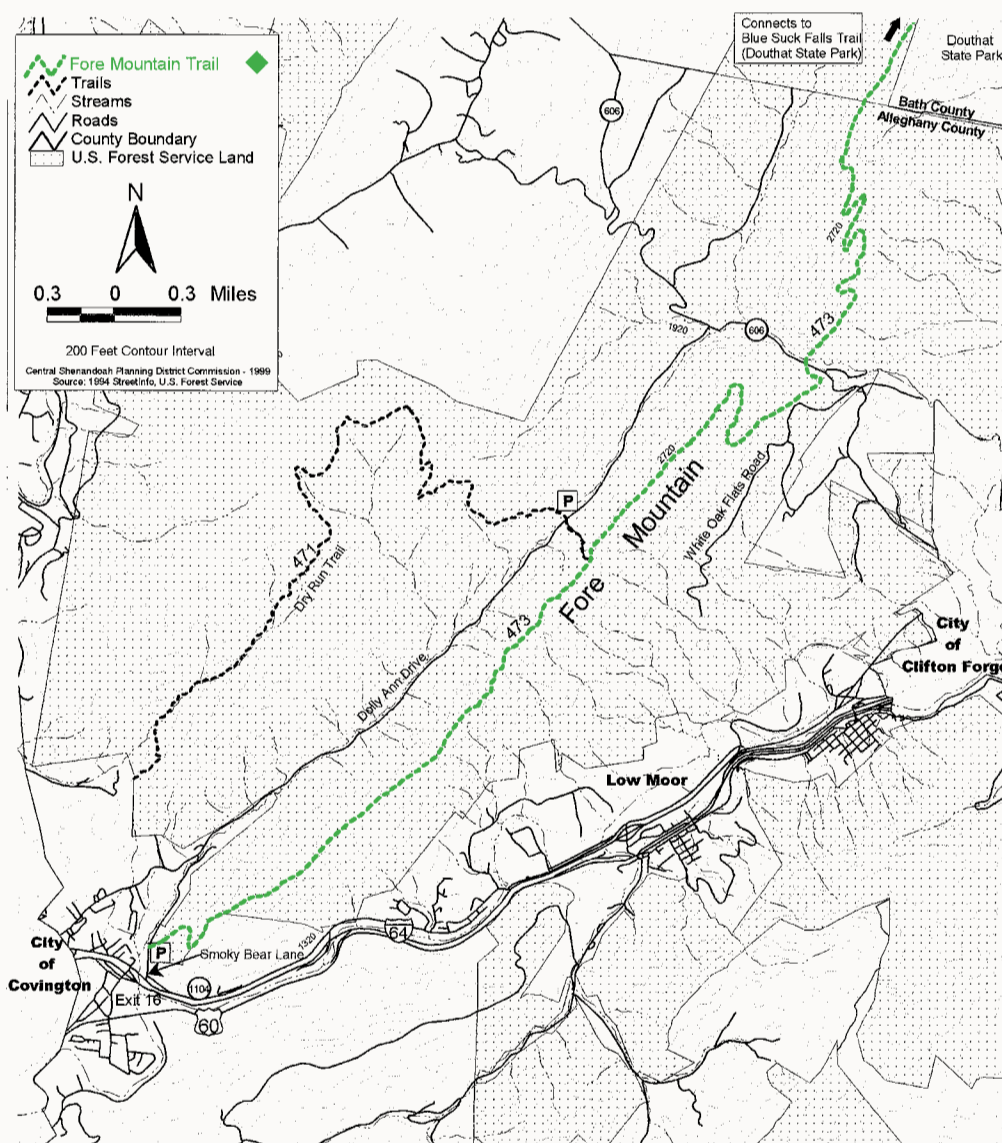 Connects to
Blue Suck Falls Trail
(Douthat State Park)
Douthat
State Park
Fore Mountain Trail
Trails
Streams
Roads
County Boundary
U.S. Forest Service Land
N
0.3 0 0.3 Miles
200 Feet Contour Interval
Central Shenandoah Planning District Commission - 1999
Source: 1994 StreetInfo, U.S. Forest Service
606
Bath County
Alleghany County
2720
473
1920
606
2720
Mountain
White Oak Flats Road
P
Fore
471
Dry Run Trail
473
Dolly Ann Drive
City
of
Clifton Forge
Low Moor
64
1320
City
of
Covington
P
Smoky Bear Lane
1104
Exit 16
60